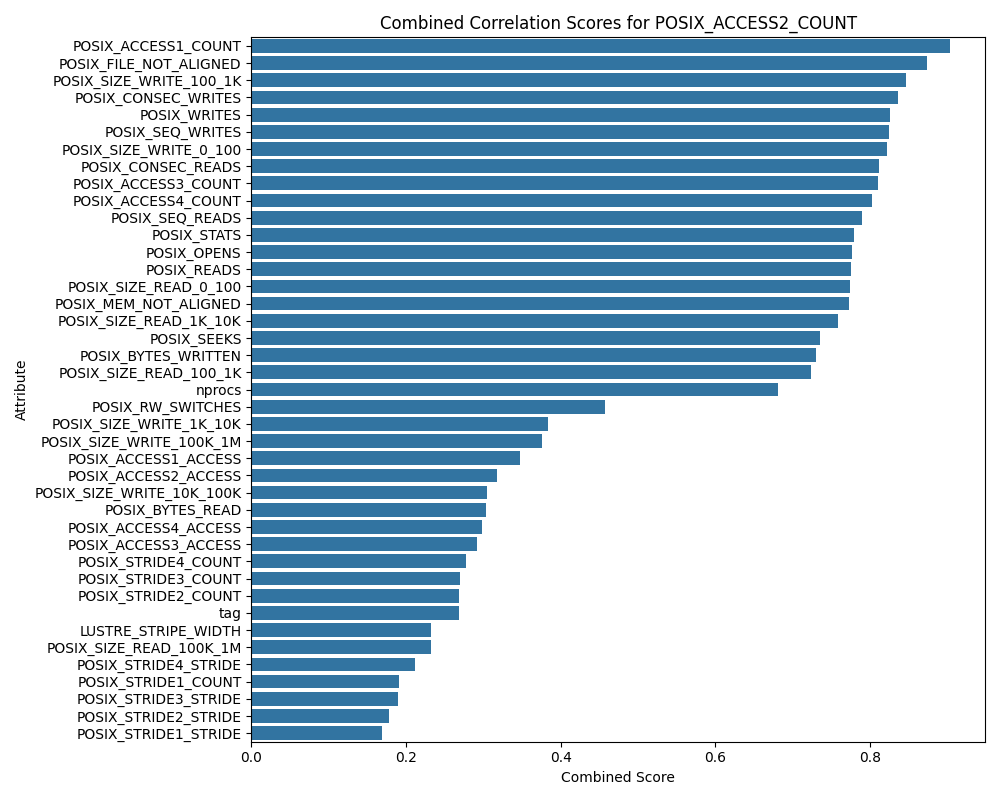 Combined Correlation Scores for POSIX_ACCESS2_COUNT
POSIX_ACCESS1_COUNT
POSIX_FILE_NOT_ALIGNED
POSIX_SIZE_WRITE_100_1K
POSIX_CONSEC_WRITES
POSIX_WRITES
POSIX_SEQ_WRITES
POSIX_SIZE_WRITE_0_100
POSIX_CONSEC_READS
POSIX_ACCESS3_COUNT
POSIX_ACCESS4_COUNT
POSIX_SEQ_READS
POSIX_STATS
POSIX_OPENS
POSIX_READS
POSIX_SIZE_READ_0_100
POSIX_MEM_NOT_ALIGNED
POSIX_SIZE_READ_1K_10K
POSIX_SEEKS
POSIX_BYTES_WRITTEN
POSIX_SIZE_READ_100_1K
nprocs
POSIX_RW_SWITCHES
POSIX_SIZE_WRITE_1K_10K
POSIX_SIZE_WRITE_100K_1M
POSIX_ACCESS1_ACCESS
POSIX_ACCESS2_ACCESS
POSIX_SIZE_WRITE_10K_100K
POSIX_BYTES_READ
POSIX_ACCESS4_ACCESS
POSIX_ACCESS3_ACCESS
POSIX_STRIDE4_COUNT
POSIX_STRIDE3_COUNT
POSIX_STRIDE2_COUNT
tag
LUSTRE_STRIPE_WIDTH
POSIX_SIZE_READ_100K_1M
POSIX_STRIDE4_STRIDE
POSIX_STRIDE1_COUNT
POSIX_STRIDE3_STRIDE
POSIX_STRIDE2_STRIDE
POSIX_STRIDE1_STRIDE
Attribute
0.0 0.2 0.4 0.6 0.8
Combined Score